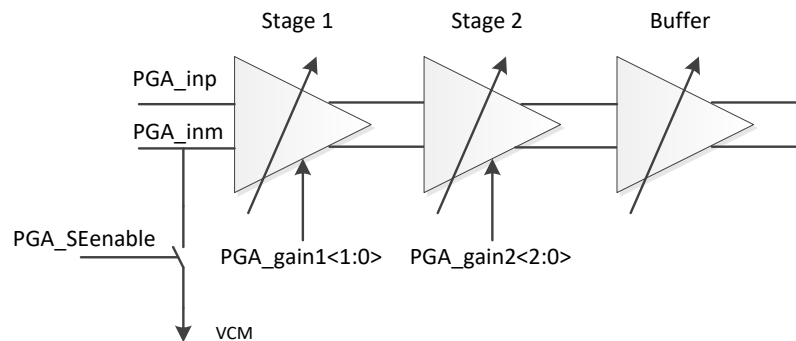 Stage 1 Stage 2 Buffer
PGA_inp
PGA_inm
PGA_SEenable
PGA_gain1<1:0> PGA_gain2<2:0>
VCM